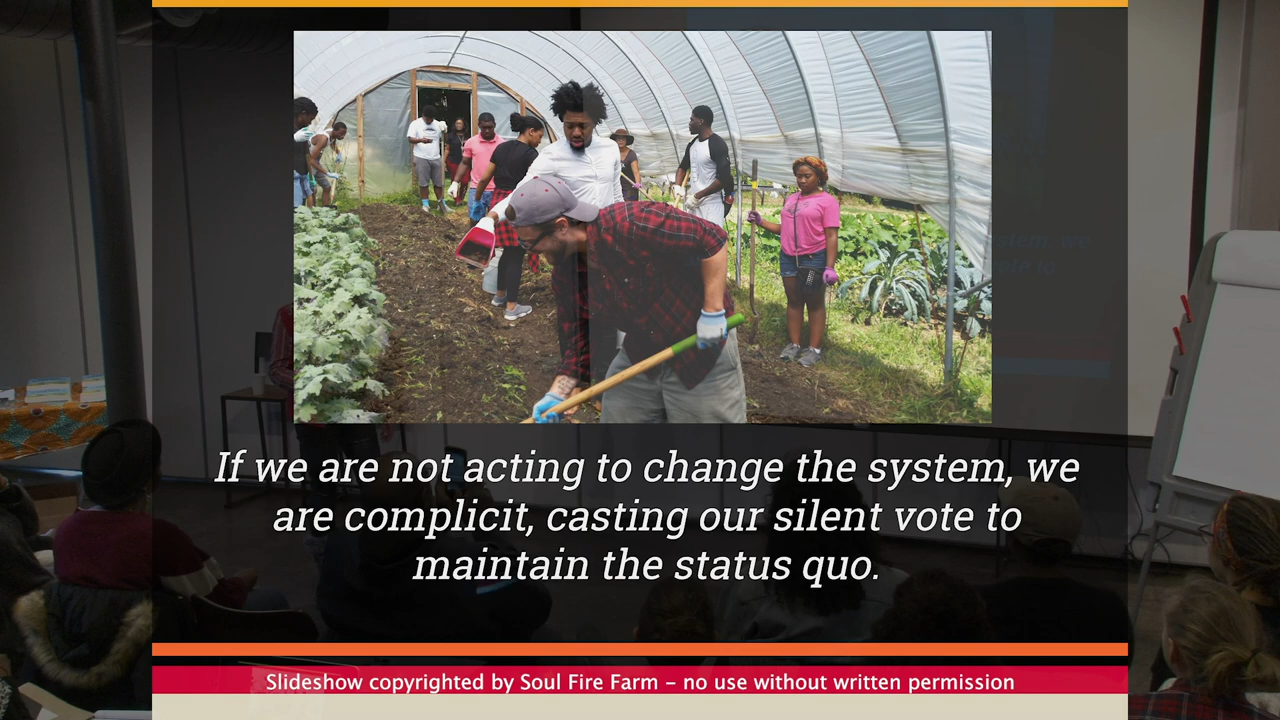 If we are not acting to change the system, we
are complicit, casting our silent vote to
maintain the status quo.
Slideshow copyrighted by Soul Fire Farm – no use without written permission